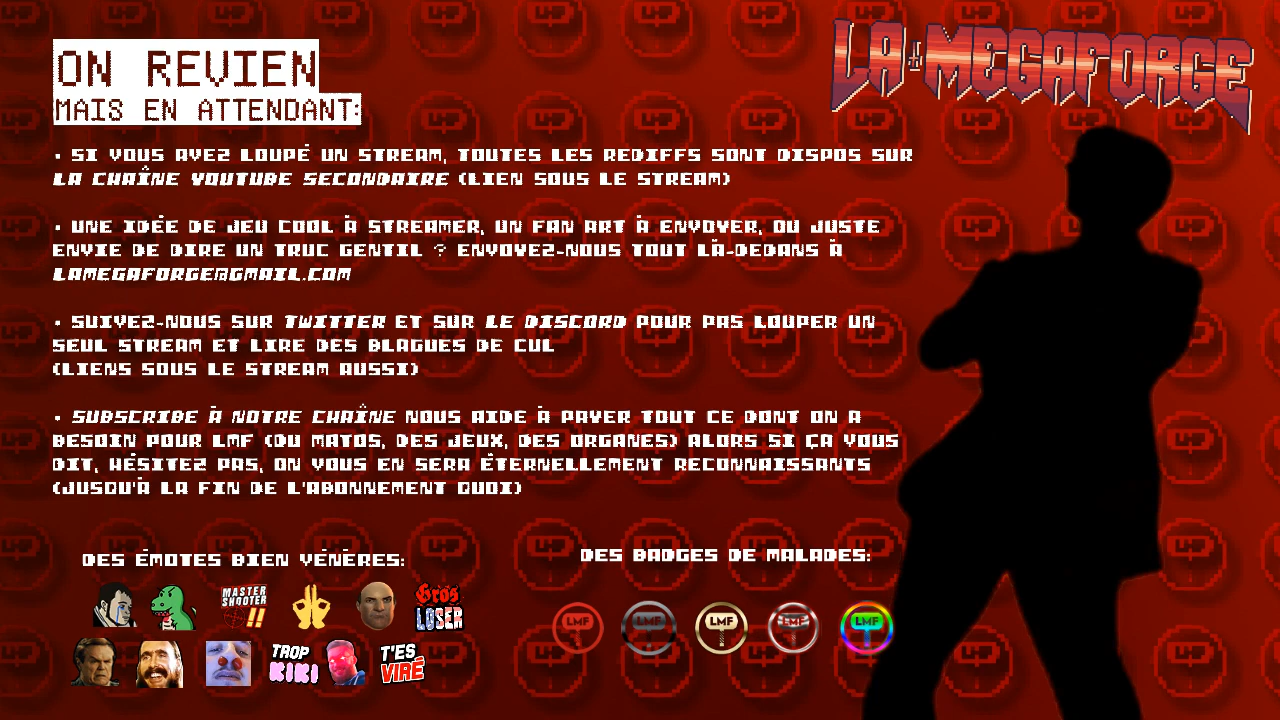 ON REVIEN
MAIS EN ATTENDANT:
LA MEGAFORGE
• SI VOUS AVEZ LOUPÉ UN STREAM, TOUTES LES REDIFFS SONT DISPOS SUR
LA CHAÎNE YOUTUBE SECONDAIRE (LIEN SOUS LE STREAM)
• UNE IDÉE DE JEU COOL À STREAMER, UN FAN ART À ENVOYER, OU JUSTE
ENVIE DE DIRE UN TRUC GENTIL ? ENVOYEZ-NOUS TOUT LÀ-DEDANS À
LAMEGAFORGE@GMAIL.COM
• SUIVEZ-NOUS SUR TWITTER ET SUR LE DISCORD POUR PAS LOUPER UN
SEUL STREAM ET LIRE DES BLAGUES DE CUL
(LIENS SOUS LE STREAM AUSSI)
• SUBSCRIBE À NOTRE CHAÎNE NOUS AIDE À PAYER TOUT CE DONT ON A
BESOIN POUR LMF (DU MATOS, DES JEUX, DES ORGANES) ALORS SI ÇA VOUS
DIT, HÉSITEZ PAS, ON VOUS EN SERA ÉTERNELLEMENT RECONNAISSANTS
(JUSQU'À LA FIN DE L'ABONNEMENT QUOI)
DES ÉMOTES BIEN VÉNÈRES:
DES BADGES DE MALADES:
MASTER
SHOOTER
!!
Gros
LOSER
TROP
KIKI
T'ES
VIRÉ
LMF
LMF
LMF
LMF
LMF